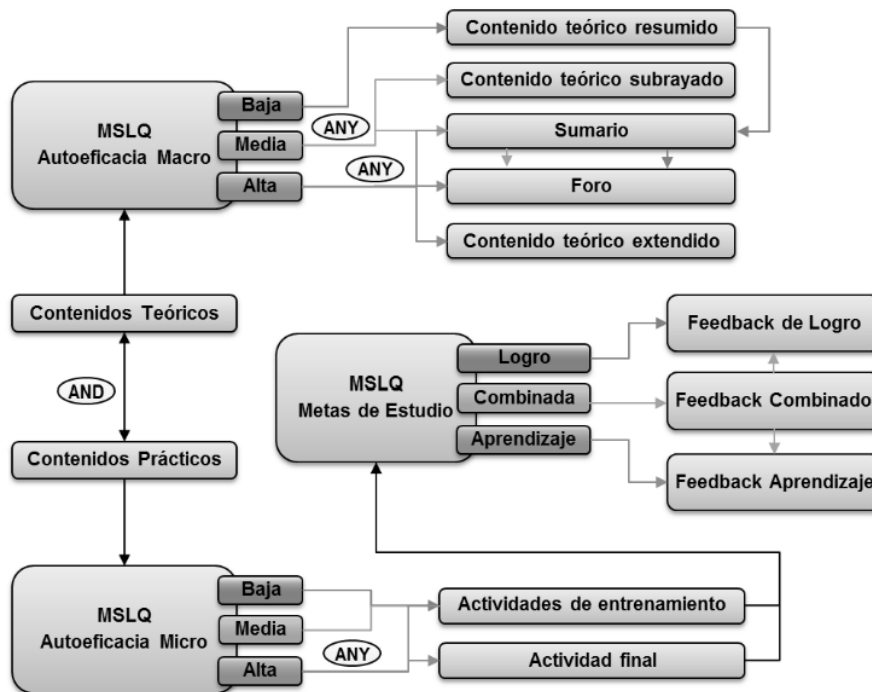 Contenido teórico resumido
Contenido teórico subrayado
MSLQ
Autoeficacia Macro
Baja
Media
Alta
ANY
ANY
Sumario
Foro
Contenido teórico extendido
Contenidos Teóricos
AND
Contenidos Prácticos
MSLQ
Metas de Estudio
Logro
Combinada
Aprendizaje
Feedback de Logro
Feedback Combinado
Feedback Aprendizaje
MSLQ
Autoeficacia Micro
Baja
Media
Alta
ANY
Actividades de entrenamiento
Actividad final